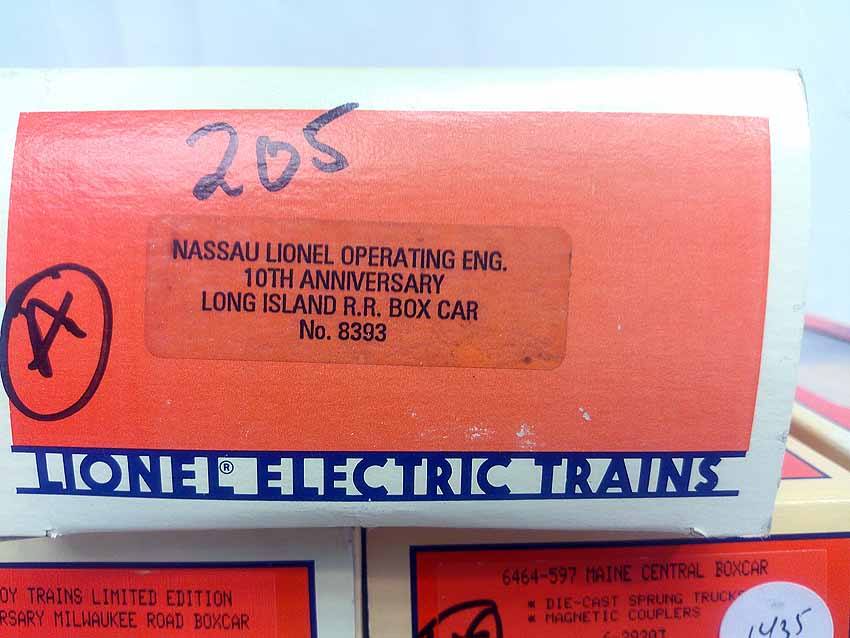 205
A
NASSAU LIONEL OPERATING ENG.
10TH ANNIVERSARY
LONG ISLAND R.R. BOX CAR
No. 8393
LIONEL® ELECTRIC TRAINS
OY TRAINS LIMITED EDITION
RSARY MILWAUKEE ROAD BOXCAR
6464-597 MAINE CENTRAL BOXCAR
* DIE-CAST SPRUNG TRUCKS
* MAGNETIC COUPLERS
1435